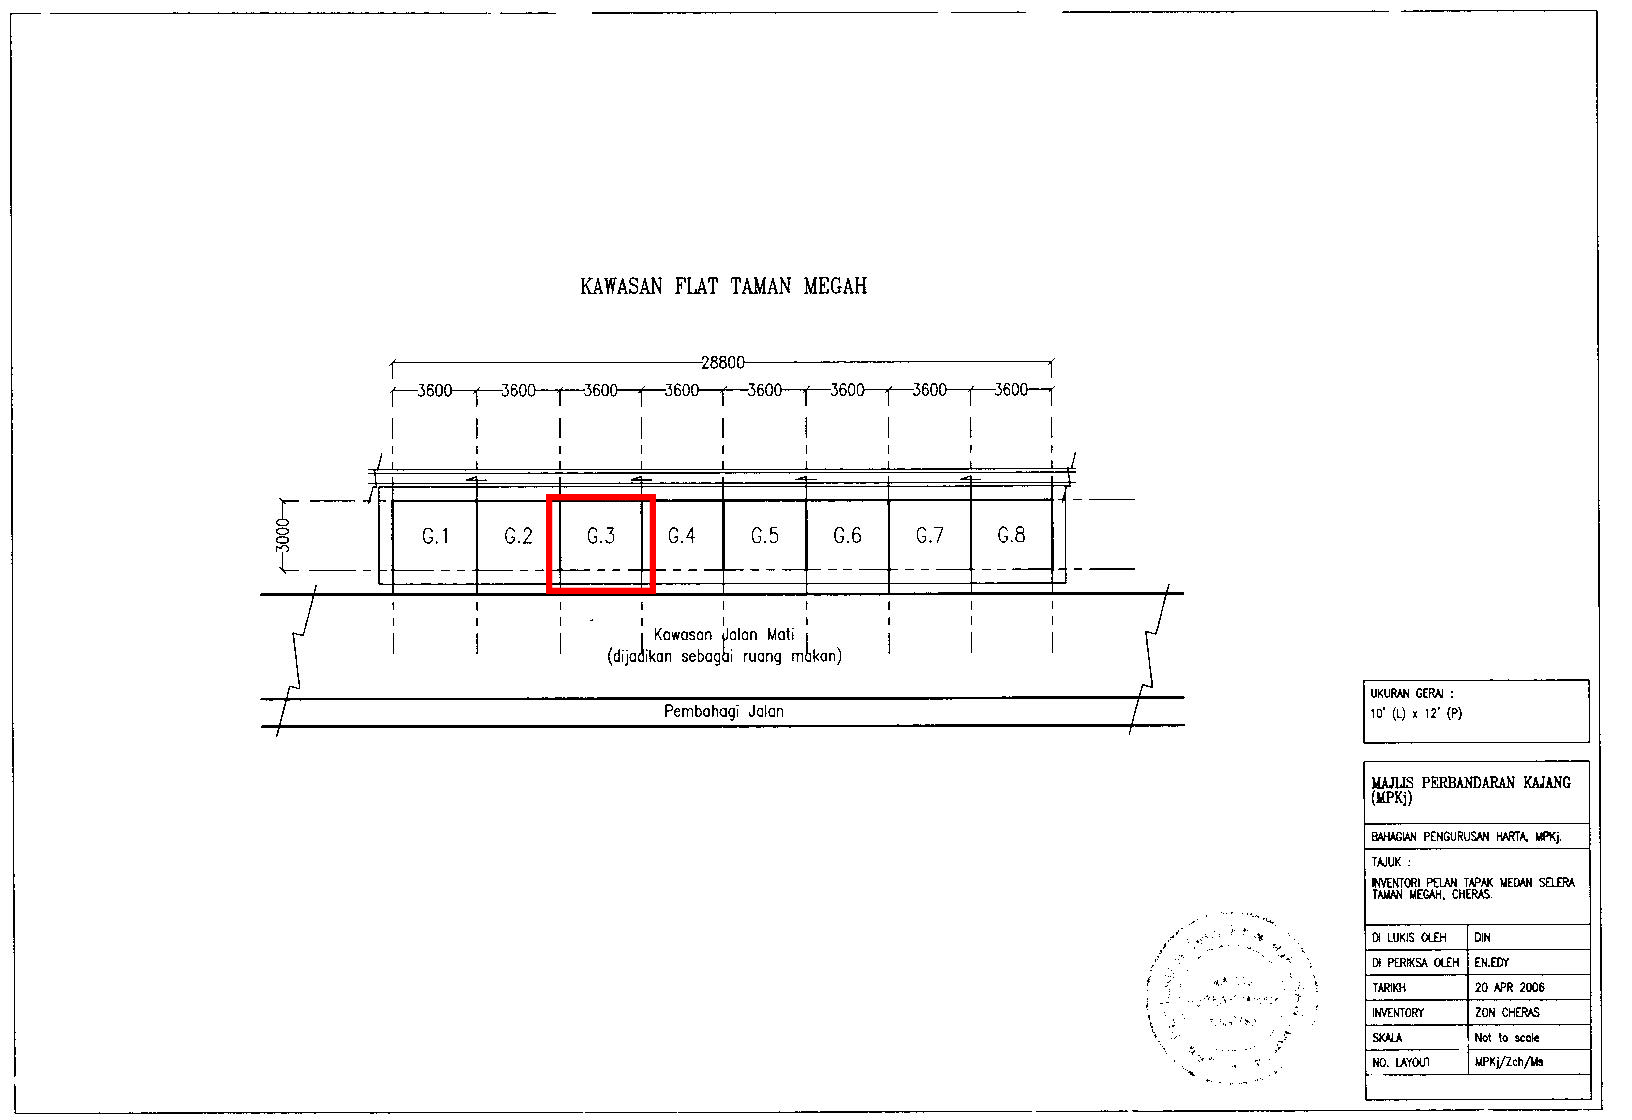 KAWASAN FLAT TAMAN MEGAH
28800
3600 3600 3600 3600 3600 3600 3600 3600
3000
G.1 G.2 G.3 G.4 G.5 G.6 G.7 G.8
Kawasan Jalan Mati
(dijadikan sebagai ruang makan)
Pembahagi Jalan
UKURAN GERAI :
10' (L) x 12' (P)
MAJLIS PERBANDARAN KAJANG
(MPKj)
BAHAGIAN PENGURUSAN HARTA, MPKj.
TAJUK :
INVENTORI PELAN TAPAK MEDAN SELERA
TAMAN MEGAH, CHERAS.
DI LUKIS OLEH DIN
DI PERIKSA OLEH EN.EDY
TARIKH 20 APR 2006
INVENTORY ZON CHERAS
SKALA Not to scale
NO. LAYOUT MPKj/Zch/Ms